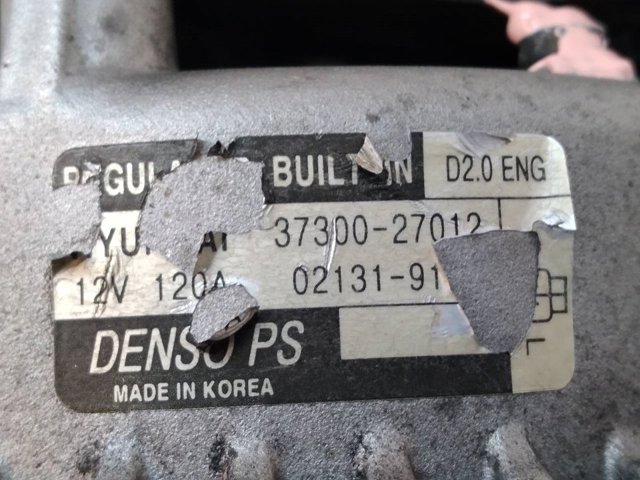 BUILT IN D2.0 ENG
37300-27012
12V 120A 02131-91
DENSO PS
MADE IN KOREA
L